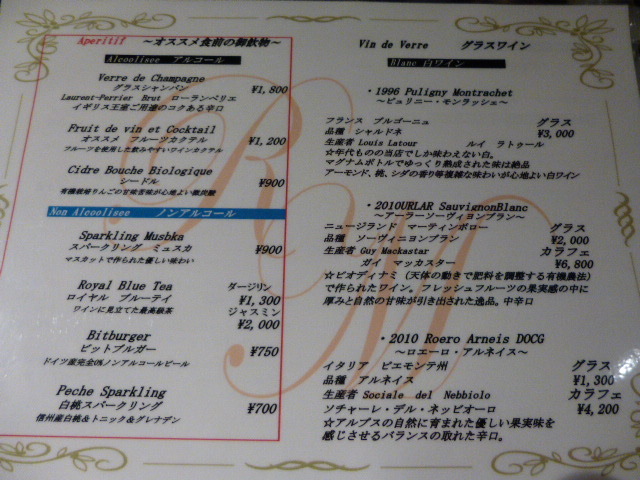 Aperitif　～オススメ食前の御飲物～
Alcoolisee　アルコール
Verre de Champagne
グラスシャンパン　¥1,800
Laurent-Perrier　Brut　ローランペリエ
イギリス王室ご用達のコクある辛口
Fruit de vin et Cocktail
オススメ　フルーツカクテル　¥1,200
フルーツを使用した飲みやすいワインカクテル
Cidre Bouche Biologique
シードル　¥900
有機栽培りんごの甘味苦味が心地よい微炭酸
Non Alcoolisee　ノンアルコール
Sparkling Musbka
スパークリング　ミュスカ　¥900
マスカットで作られた優しい味わい
Royal Blue Tea　ダージリン
ロイヤル　ブルーティ　¥1,300
ワインに見立てた最高級茶　ジャスミン
¥2,000
Bitburger
ビットブルガー　¥750
ドイツ産完全0%ノンアルコールビール
Peche Sparkling
白桃スパークリング　¥700
信州産白桃&トニック&グレナデン
Vin de Verre　グラスワイン
Blanc 白ワイン
・1996 Puligny Montrachet
～ピュリニー・モンラッシェ～
フランス　ブルゴーニュ　グラス
品種　シャルドネ　¥3,000
生産者 Louis Latour　ルイ　ラトゥール
☆年代ものの当店でしか味わえない白。
マグナムボトルでゆっくり熟成された味は絶品
アーモンド、桃、シダの香り等複雑な味わいが心地よい白ワイン
・2010URLAR SauvignonBlanc
～アーラーソーヴィヨンブラン～
ニュージランド　マーティンボロー　グラス
品種　ソーヴィニヨンブラン　¥2,000
生産者 Guy Mackastar　カラフェ
ガイ　マッカスター　¥6,800
☆ビオディナミ（天体の動きで肥料を調整する有機農法）
で作られたワイン。フレッシュフルーツの果実感の中に
厚みと自然の甘味が引き出された逸品。中辛口
・2010 Roero Arneis DOCG
～ロエーロ・アルネイス～
イタリア　ピエモンテ州　グラス
品種　アルネイス　¥1,300
生産者 Sociale　del　Nebbiolo　カラフェ
ソチャーレ・デル・ネッビオーロ　¥4,200
☆アルプスの自然に育まれた優しい果実味を
感じさせるバランスの取れた辛口。